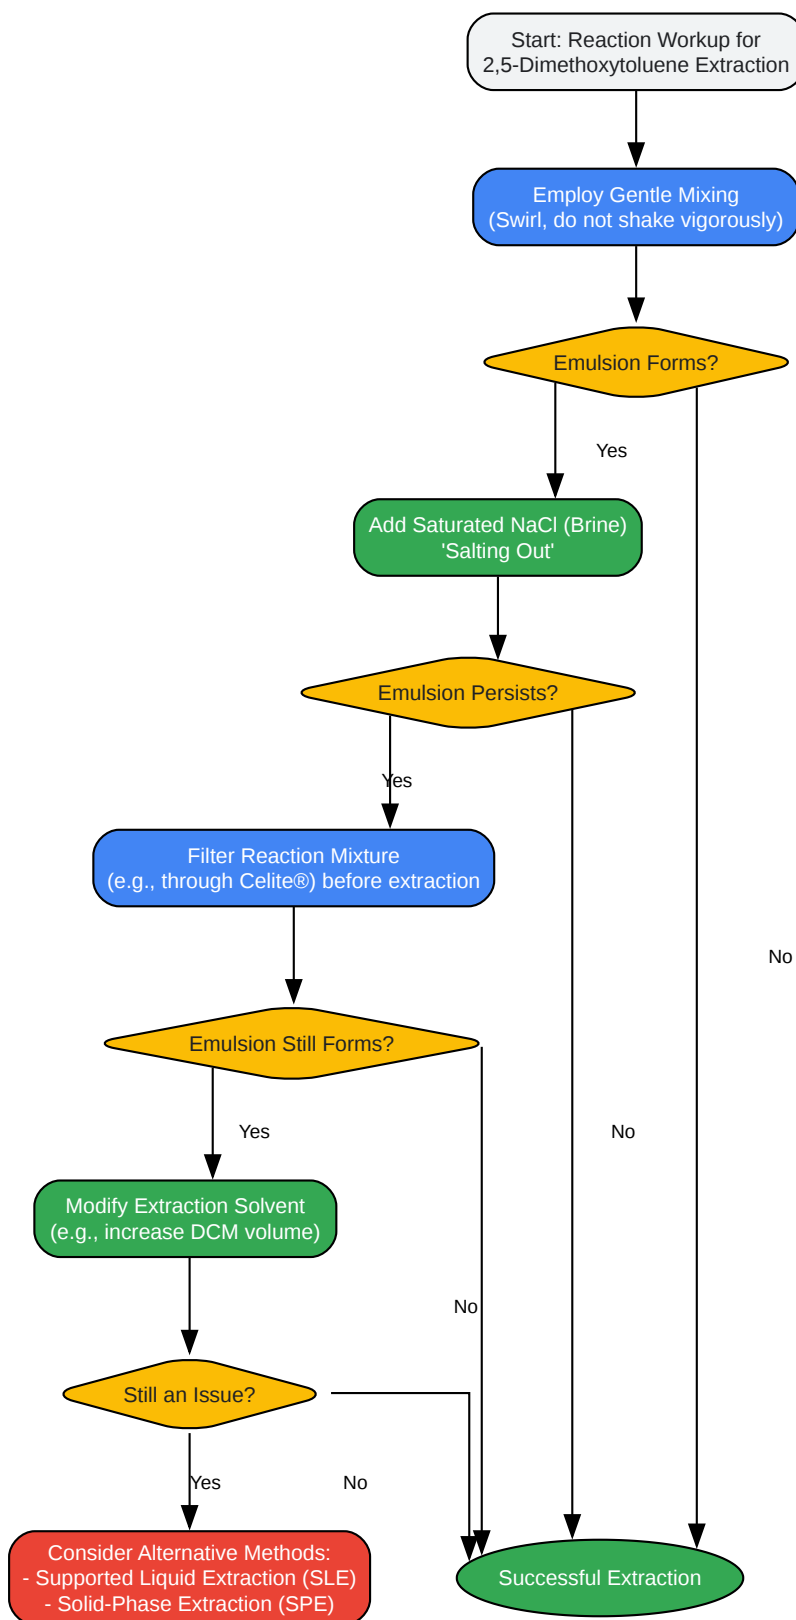 Start: Reaction Workup for
2,5-Dimethoxytoluene Extraction
Employ Gentle Mixing
(Swirl, do not shake vigorously)
Emulsion Forms?
Yes
Add Saturated NaCl (Brine)
'Salting Out'
Emulsion Persists?
Yes
Filter Reaction Mixture
(e.g., through Celite®) before extraction
No
Emulsion Still Forms?
Yes
No
Modify Extraction Solvent
(e.g., increase DCM volume)
No
Still an Issue?
Yes
No
Consider Alternative Methods:
- Supported Liquid Extraction (SLE)
- Solid-Phase Extraction (SPE)
Successful Extraction